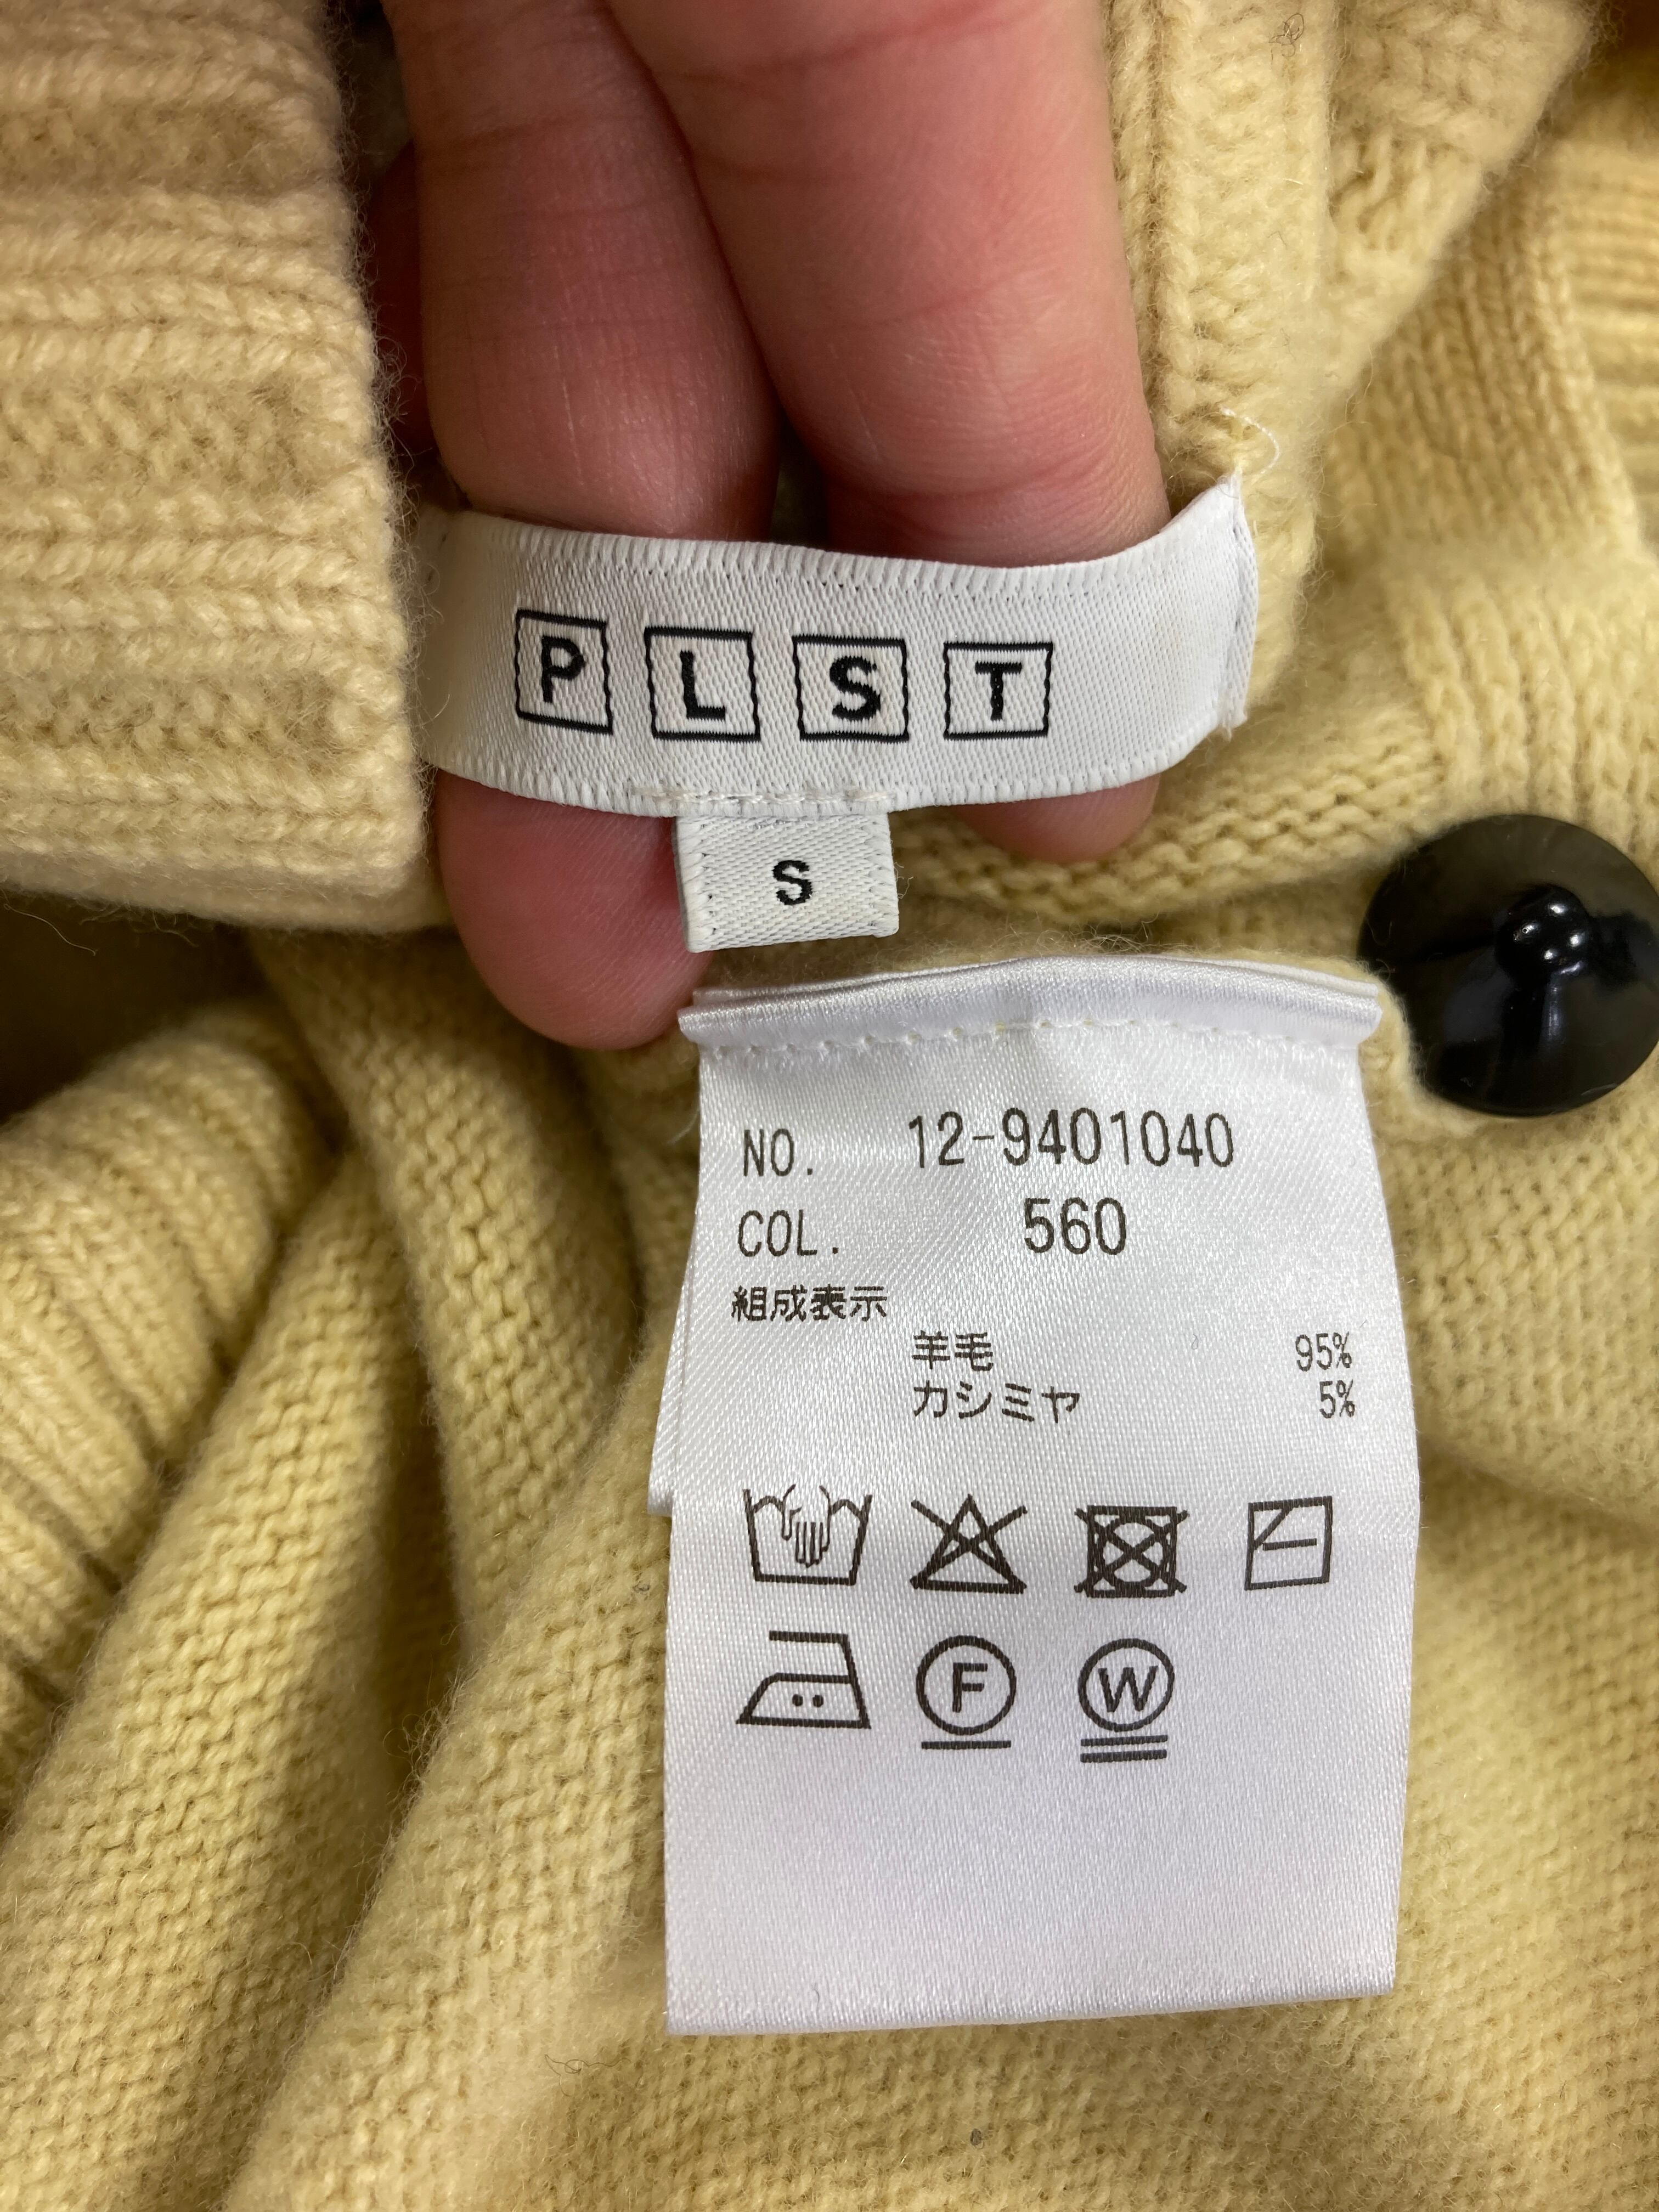 PLST
S
NO. 12-9401040
COL. 560
組成表示
羊毛 95%
カシミヤ 5%
F W